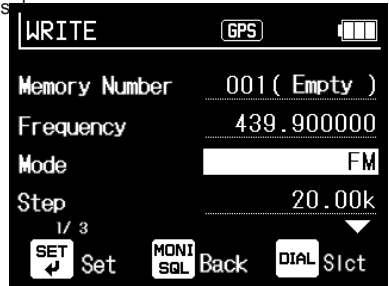 WRITE GPS
Memory Number 001( Empty )
Frequency 439.900000
Mode FM
Step 20.00k
1/ 3
SET Set MONI SQL Back DIAL Slct